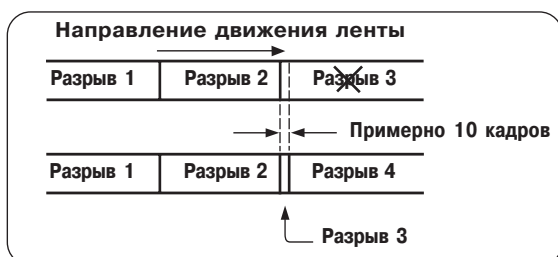 Направление движения ленты
Разрыв 1 Разрыв 2 Разрыв 3
Примерно 10 кадров
Разрыв 1 Разрыв 2 Разрыв 4
Разрыв 3